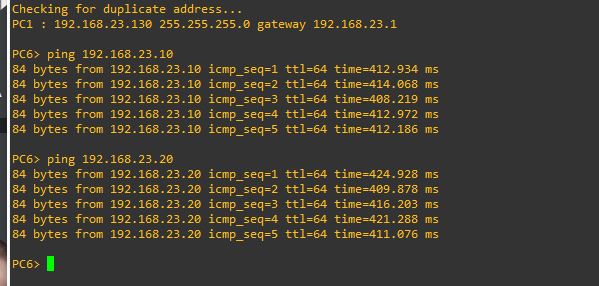 Checking for duplicate address...
PC1 : 192.168.23.130 255.255.255.0 gateway 192.168.23.1
PC6> ping 192.168.23.10
84 bytes from 192.168.23.10 icmp_seq=1 ttl=64 time=412.934 ms
84 bytes from 192.168.23.10 icmp_seq=2 ttl=64 time=414.068 ms
84 bytes from 192.168.23.10 icmp_seq=3 ttl=64 time=408.219 ms
84 bytes from 192.168.23.10 icmp_seq=4 ttl=64 time=412.972 ms
84 bytes from 192.168.23.10 icmp_seq=5 ttl=64 time=412.186 ms
PC6> ping 192.168.23.20
84 bytes from 192.168.23.20 icmp_seq=1 ttl=64 time=424.928 ms
84 bytes from 192.168.23.20 icmp_seq=2 ttl=64 time=409.878 ms
84 bytes from 192.168.23.20 icmp_seq=3 ttl=64 time=416.203 ms
84 bytes from 192.168.23.20 icmp_seq=4 ttl=64 time=421.288 ms
84 bytes from 192.168.23.20 icmp_seq=5 ttl=64 time=411.076 ms
PC6>